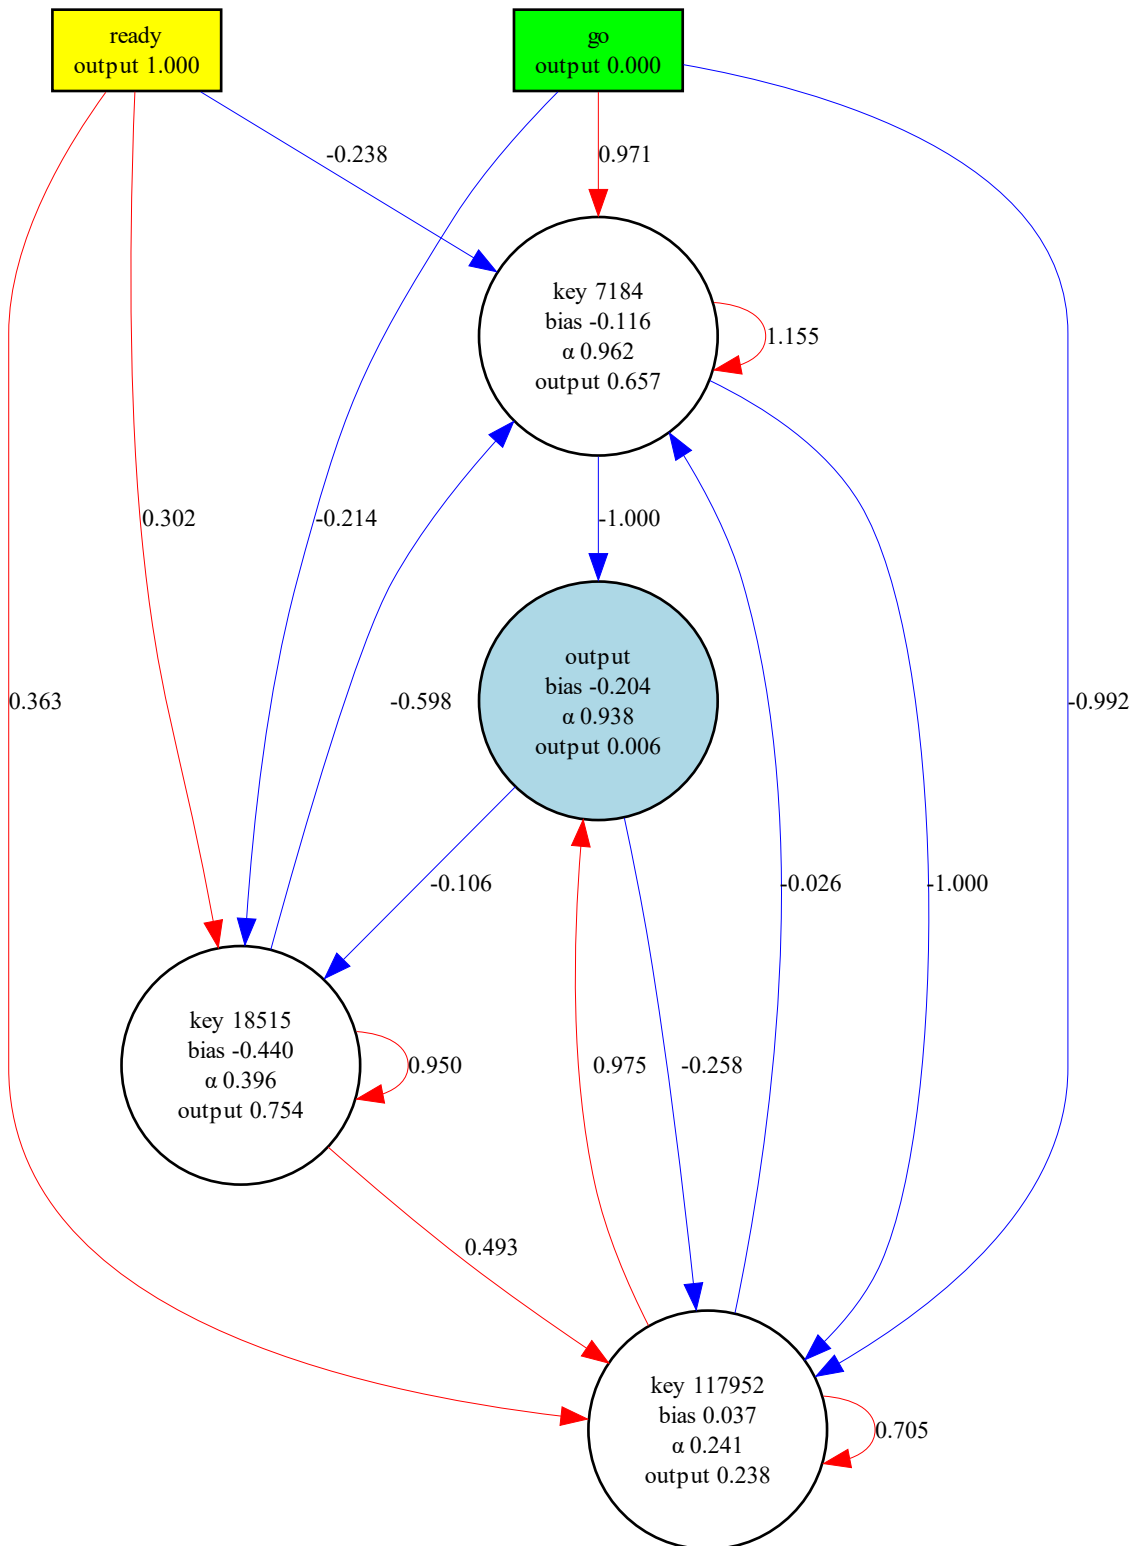 ready
output 1.000
go
output 0.000
-0.238
0.971
key 7184
bias -0.116
α 0.962
output 0.657
1.155
0.302
-0.214
-1.000
output
bias -0.204
α 0.938
output 0.006
0.363
-0.598
-0.992
-0.106
-0.026
-1.000
key 18515
bias -0.440
α 0.396
output 0.754
0.950
0.975
-0.258
0.493
key 117952
bias 0.037
α 0.241
output 0.238
0.705